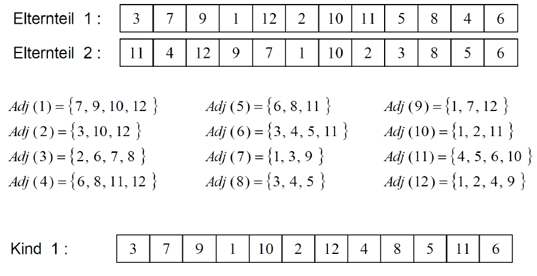 Elternteil 1 : 3 7 9 1 12 2 10 11 5 8 4 6
Elternteil 2 : 11 4 12 9 7 1 10 2 3 8 5 6
Adj (1) = {7, 9, 10, 12 } Adj (5) = {6, 8, 11 } Adj (9) = {1, 7, 12 }
Adj (2) = {3, 10, 12 } Adj (6) = {3, 4, 5, 11 } Adj (10) = {1, 2, 11 }
Adj (3) = {2, 6, 7, 8 } Adj (7) = {1, 3, 9 } Adj (11) = {4, 5, 6, 10 }
Adj (4) = {6, 8, 11, 12 } Adj (8) = {3, 4, 5 } Adj (12) = {1, 2, 4, 9 }
Kind 1 : 3 7 9 1 10 2 12 4 8 5 11 6